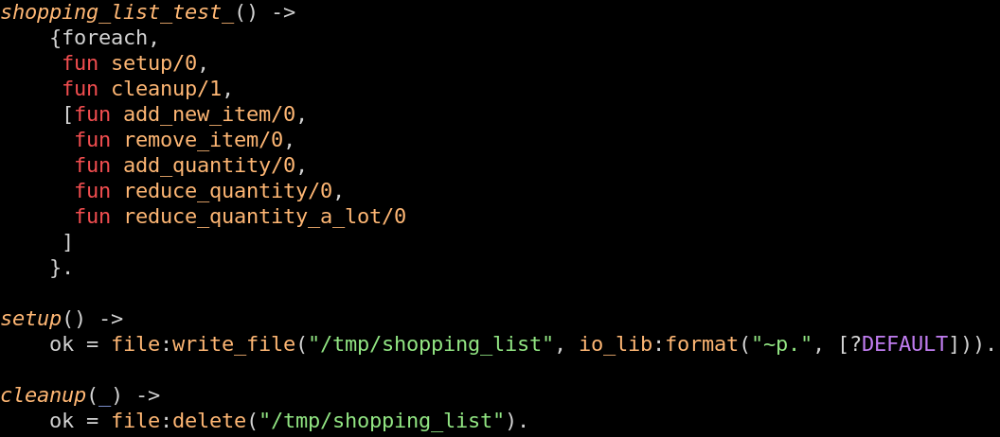 shopping_list_test_() ->
    {foreach,
     fun setup/0,
     fun cleanup/1,
     [fun add_new_item/0,
      fun remove_item/0,
      fun add_quantity/0,
      fun reduce_quantity/0,
      fun reduce_quantity_a_lot/0
     ]
    }.

setup() ->
    ok = file:write_file("/tmp/shopping_list", io_lib:format("~p.", [?DEFAULT])).

cleanup(_) ->
    ok = file:delete("/tmp/shopping_list").